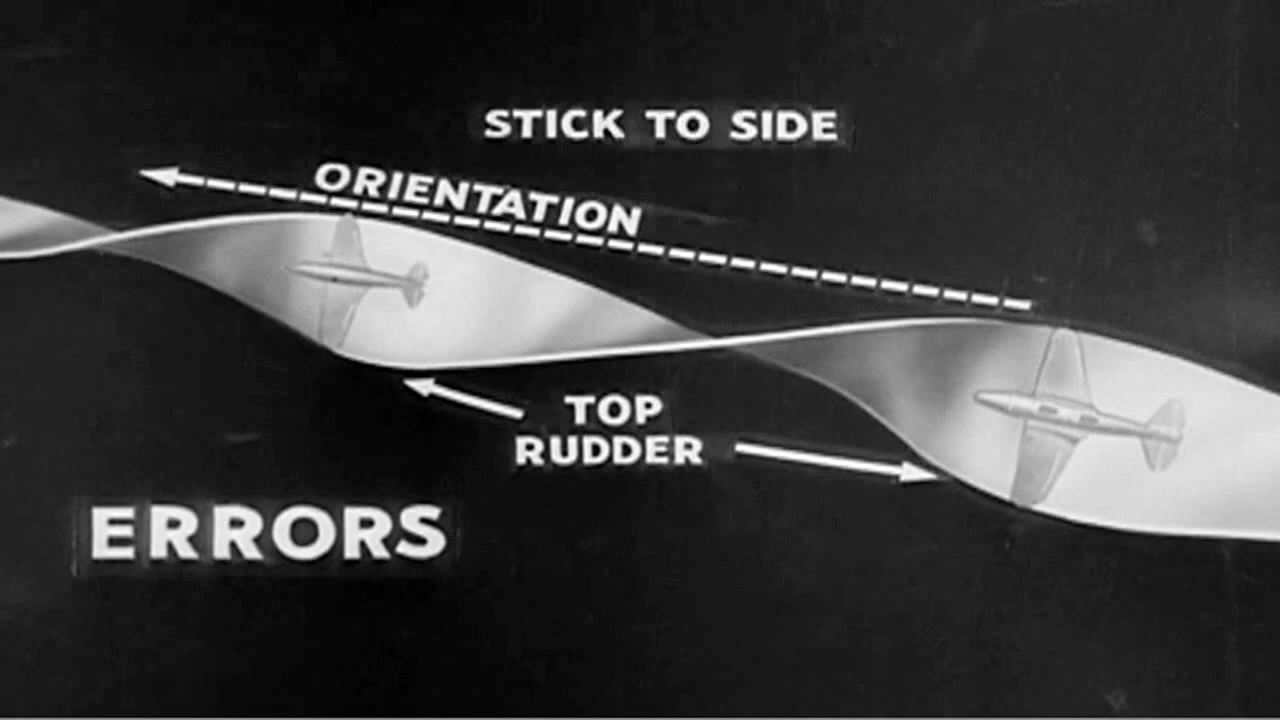 STICK TO SIDE
ORIENTATION
TOP
RUDDER
ERRORS